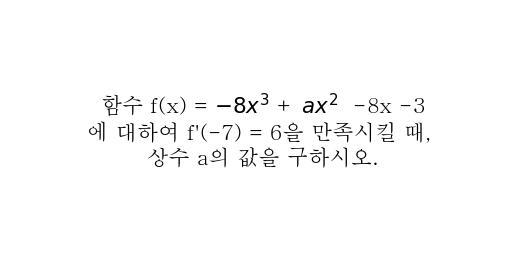 함수 f(x) = −8x³ + ax² −8x −3
에 대하여 f'(−7) = 6을 만족시킬 때,
상수 a의 값을 구하시오.